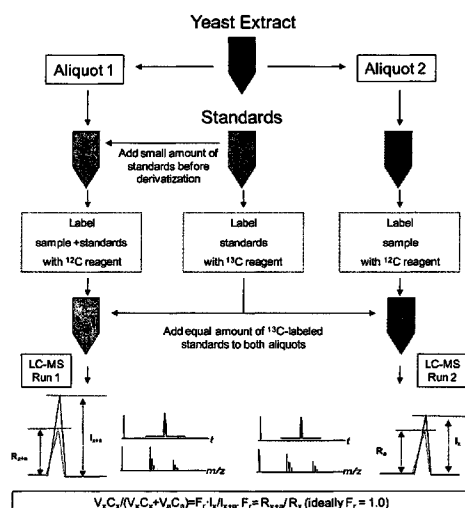 Yeast Extract
Aliquot 1
Aliquot 2
Standards
Add small amount of
standards before
derivatization
Label
sample +standards
with ¹²C reagent
Label
standards
with ¹³C reagent
Label
sample
with ¹²C reagent
Add equal amount of ¹³C-labeled
standards to both aliquots
LC-MS
Run 1
LC-MS
Run 2
t
m/z
t
m/z
VₓCₓ/(VₓCₓ+VₐCₐ)=Fᵣ·Iₓ/Iₓ₊ₐ, Fᵣ=Rₓ₊ₐ/Rₓ (ideally Fᵣ = 1.0)